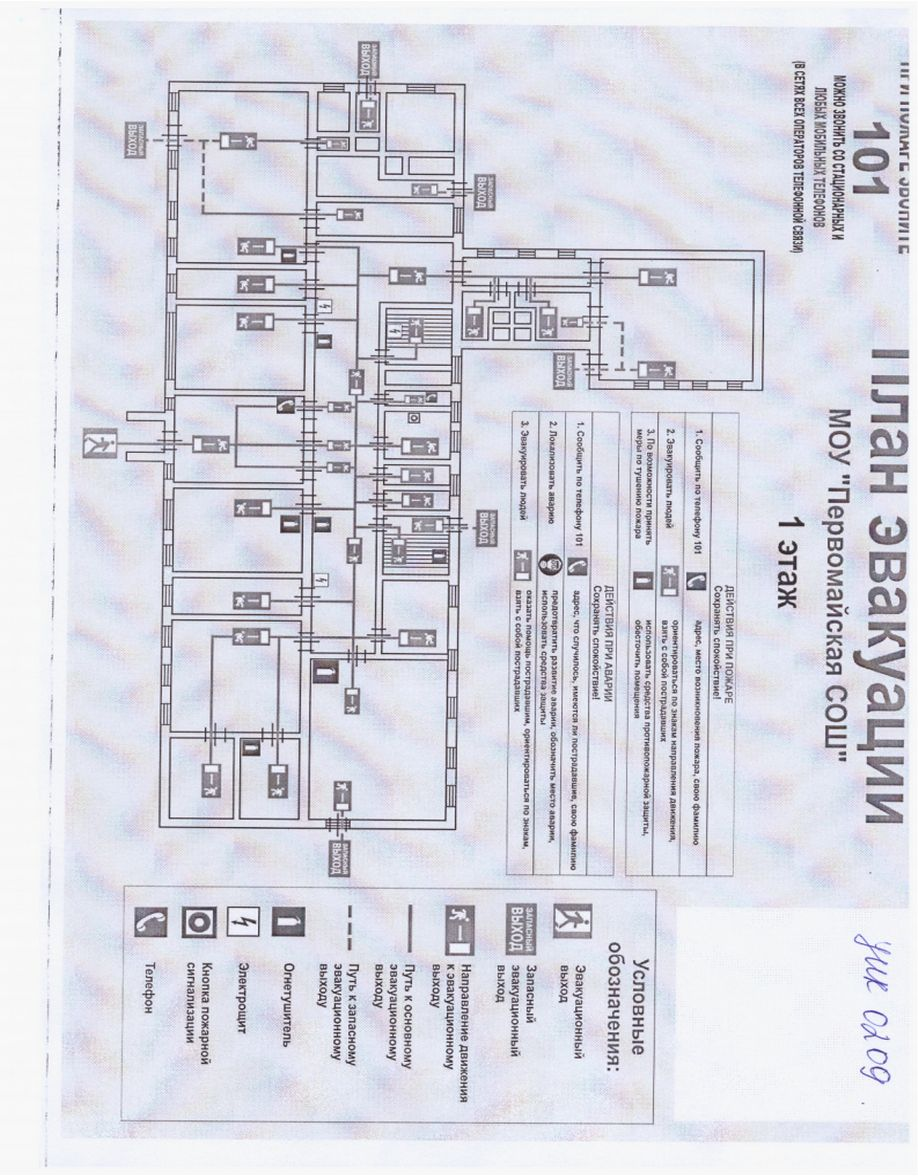 План эвакуации
МОУ "Первомайская СОШ"
1 этаж
ПРИ ПОЖАРЕ ЗВОНИТЕ
101
МОЖНО ЗВОНИТЬ СО СТАЦИОНАРНЫХ И
ЛЮБЫХ МОБИЛЬНЫХ ТЕЛЕФОНОВ
(В СЕТЯХ ВСЕХ ОПЕРАТОРОВ ТЕЛЕФОННОЙ СВЯЗИ)
УИК 0209
ДЕЙСТВИЯ ПРИ ПОЖАРЕ
Сохранять спокойствие!
1. Сообщить по телефону 101
адрес, место возникновения пожара, свою фамилию
2. Эвакуировать людей
ориентироваться по знакам направления движения,
взять с собой пострадавших
3. По возможности принять
меры по тушению пожара
использовать средства противопожарной защиты,
обесточить помещения
ДЕЙСТВИЯ ПРИ АВАРИИ
Сохранять спокойствие!
1. Сообщить по телефону 101
адрес, что случилось, имеются ли пострадавшие, свою фамилию
2. Локализовать аварию
предотвратить развитие аварии, обозначить место аварии,
использовать средства защиты
3. Эвакуировать людей
оказать помощь пострадавшим, ориентироваться по знакам,
взять с собой пострадавших
ЗАПАСНЫЙ
ВЫХОД
ЗАПАСНЫЙ
ВЫХОД
ЗАПАСНЫЙ
ВЫХОД
ЗАПАСНЫЙ
ВЫХОД
ЗАПАСНЫЙ
ВЫХОД
ЗАПАСНЫЙ
ВЫХОД
Условные
обозначения:
Эвакуационный
выход
ЗАПАСНЫЙ
ВЫХОД
Запасный
эвакуационный
выход
Направление движения
к эвакуационному
выходу
Путь к основному
эвакуационному
выходу
Путь к запасному
эвакуационному
выходу
Огнетушитель
Электрощит
Кнопка пожарной
сигнализации
Телефон